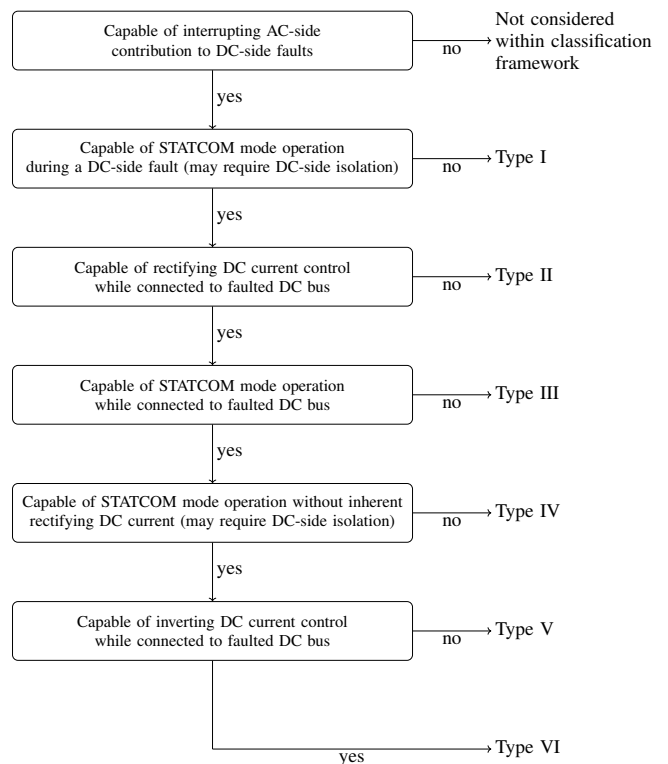 Capable of interrupting AC-side
contribution to DC-side faults
no
Not considered
within classification
framework
yes
Capable of STATCOM mode operation
during a DC-side fault (may require DC-side isolation)
no
Type I
yes
Capable of rectifying DC current control
while connected to faulted DC bus
no
Type II
yes
Capable of STATCOM mode operation
while connected to faulted DC bus
no
Type III
yes
Capable of STATCOM mode operation without inherent
rectifying DC current (may require DC-side isolation)
no
Type IV
yes
Capable of inverting DC current control
while connected to faulted DC bus
no
Type V
yes
Type VI